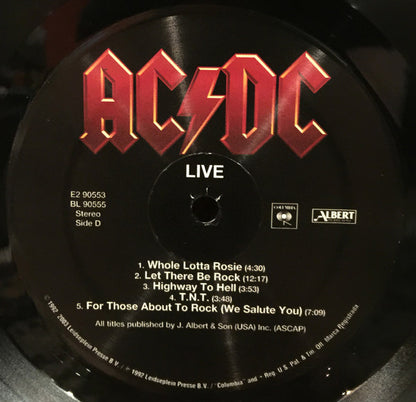 AC/DC
LIVE
E2 90553
BL 90555
Stereo
Side D
COLUMBIA
ALBERT
1. Whole Lotta Rosie (4:30)
2. Let There Be Rock (12:17)
3. Highway To Hell (3:53)
4. T.N.T. (3:48)
5. For Those About To Rock (We Salute You) (7:09)
All titles published by J. Albert & Son (USA) Inc. (ASCAP)
© 1992, 2003 Leidseplein Presse B.V. / ℗ 1992 Leidseplein Presse B.V. / "Columbia" and Reg. U.S. Pat. & Tm. Off. Marca Registrada